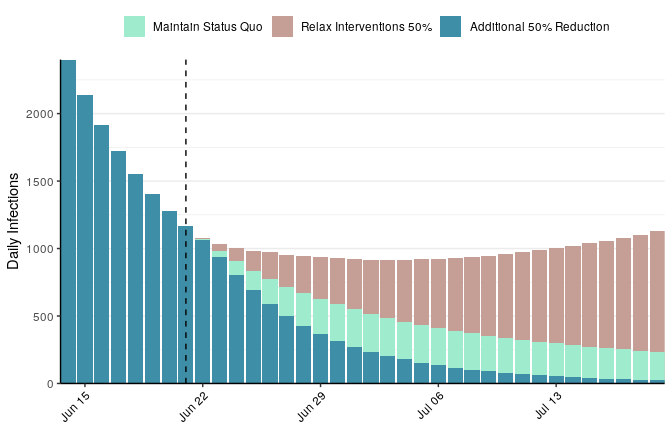 Maintain Status Quo Relax Interventions 50% Additional 50% Reduction
Daily Infections
2000
1500
1000
500
0
Jun 15 Jun 22 Jun 29 Jul 06 Jul 13